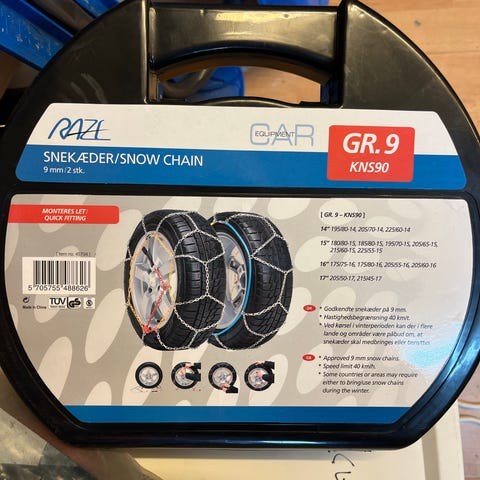 RAZE
EQUIPMENT
CAR
GR. 9
KNS90
SNEKÆDER/SNOW CHAIN
9 mm/2 stk.
MONTERES LET/
QUICK FITTING
5 705755 488626
Made in China
TÜV
GS
[ GR. 9 – KNS90 ]
14" 195/80-14, 205/70-14, 225/60-14
15" 180/80-15, 185/80-15, 195/70-15, 205/65-15,
215/60-15, 225/55-15
16" 175/75-16, 175/80-16, 205/55-16, 205/60-16
17" 205/50-17, 215/45-17
DK
• Godkendte snekæder på 9 mm.
• Hastighedsbegrænsning 40 km/t.
• Ved kørsel i vinterperioden kan der i flere
lande og områder være påbud om, at
snekæder skal medbringes eller benyttes.
• Approved 9 mm snow chains.
• Speed limit 40 km/h.
• Some countries or areas may require
either to bring/use snow chains
during the winter.